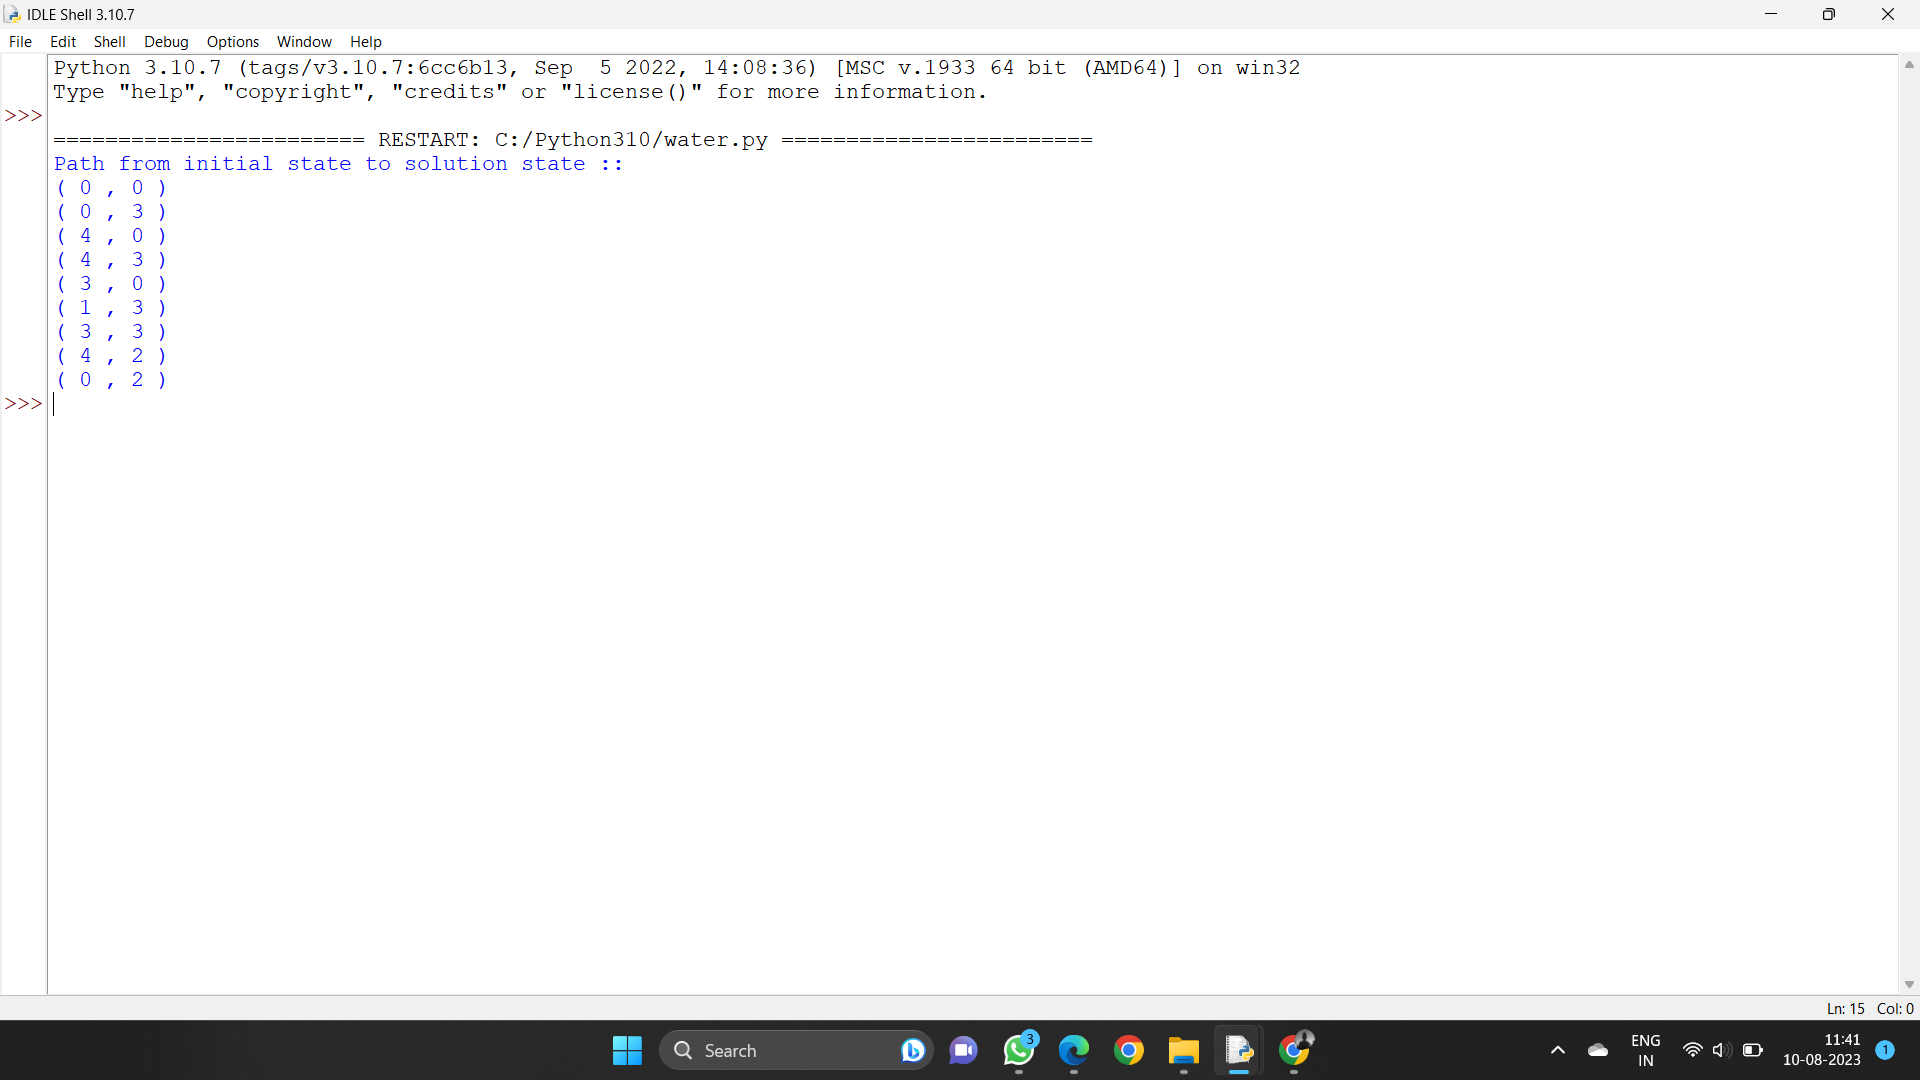 IDLE Shell 3.10.7
File Edit Shell Debug Options Window Help
Python 3.10.7 (tags/v3.10.7:6cc6b13, Sep  5 2022, 14:08:36) [MSC v.1933 64 bit (AMD64)] on win32
Type "help", "copyright", "credits" or "license()" for more information.
>>>
======================== RESTART: C:/Python310/water.py ========================
Path from initial state to solution state ::
( 0 , 0 )
( 0 , 3 )
( 4 , 0 )
( 4 , 3 )
( 3 , 0 )
( 1 , 3 )
( 3 , 3 )
( 4 , 2 )
( 0 , 2 )
>>>
Ln: 15 Col: 0
Search
3
ENG
IN
11:41
10-08-2023
1